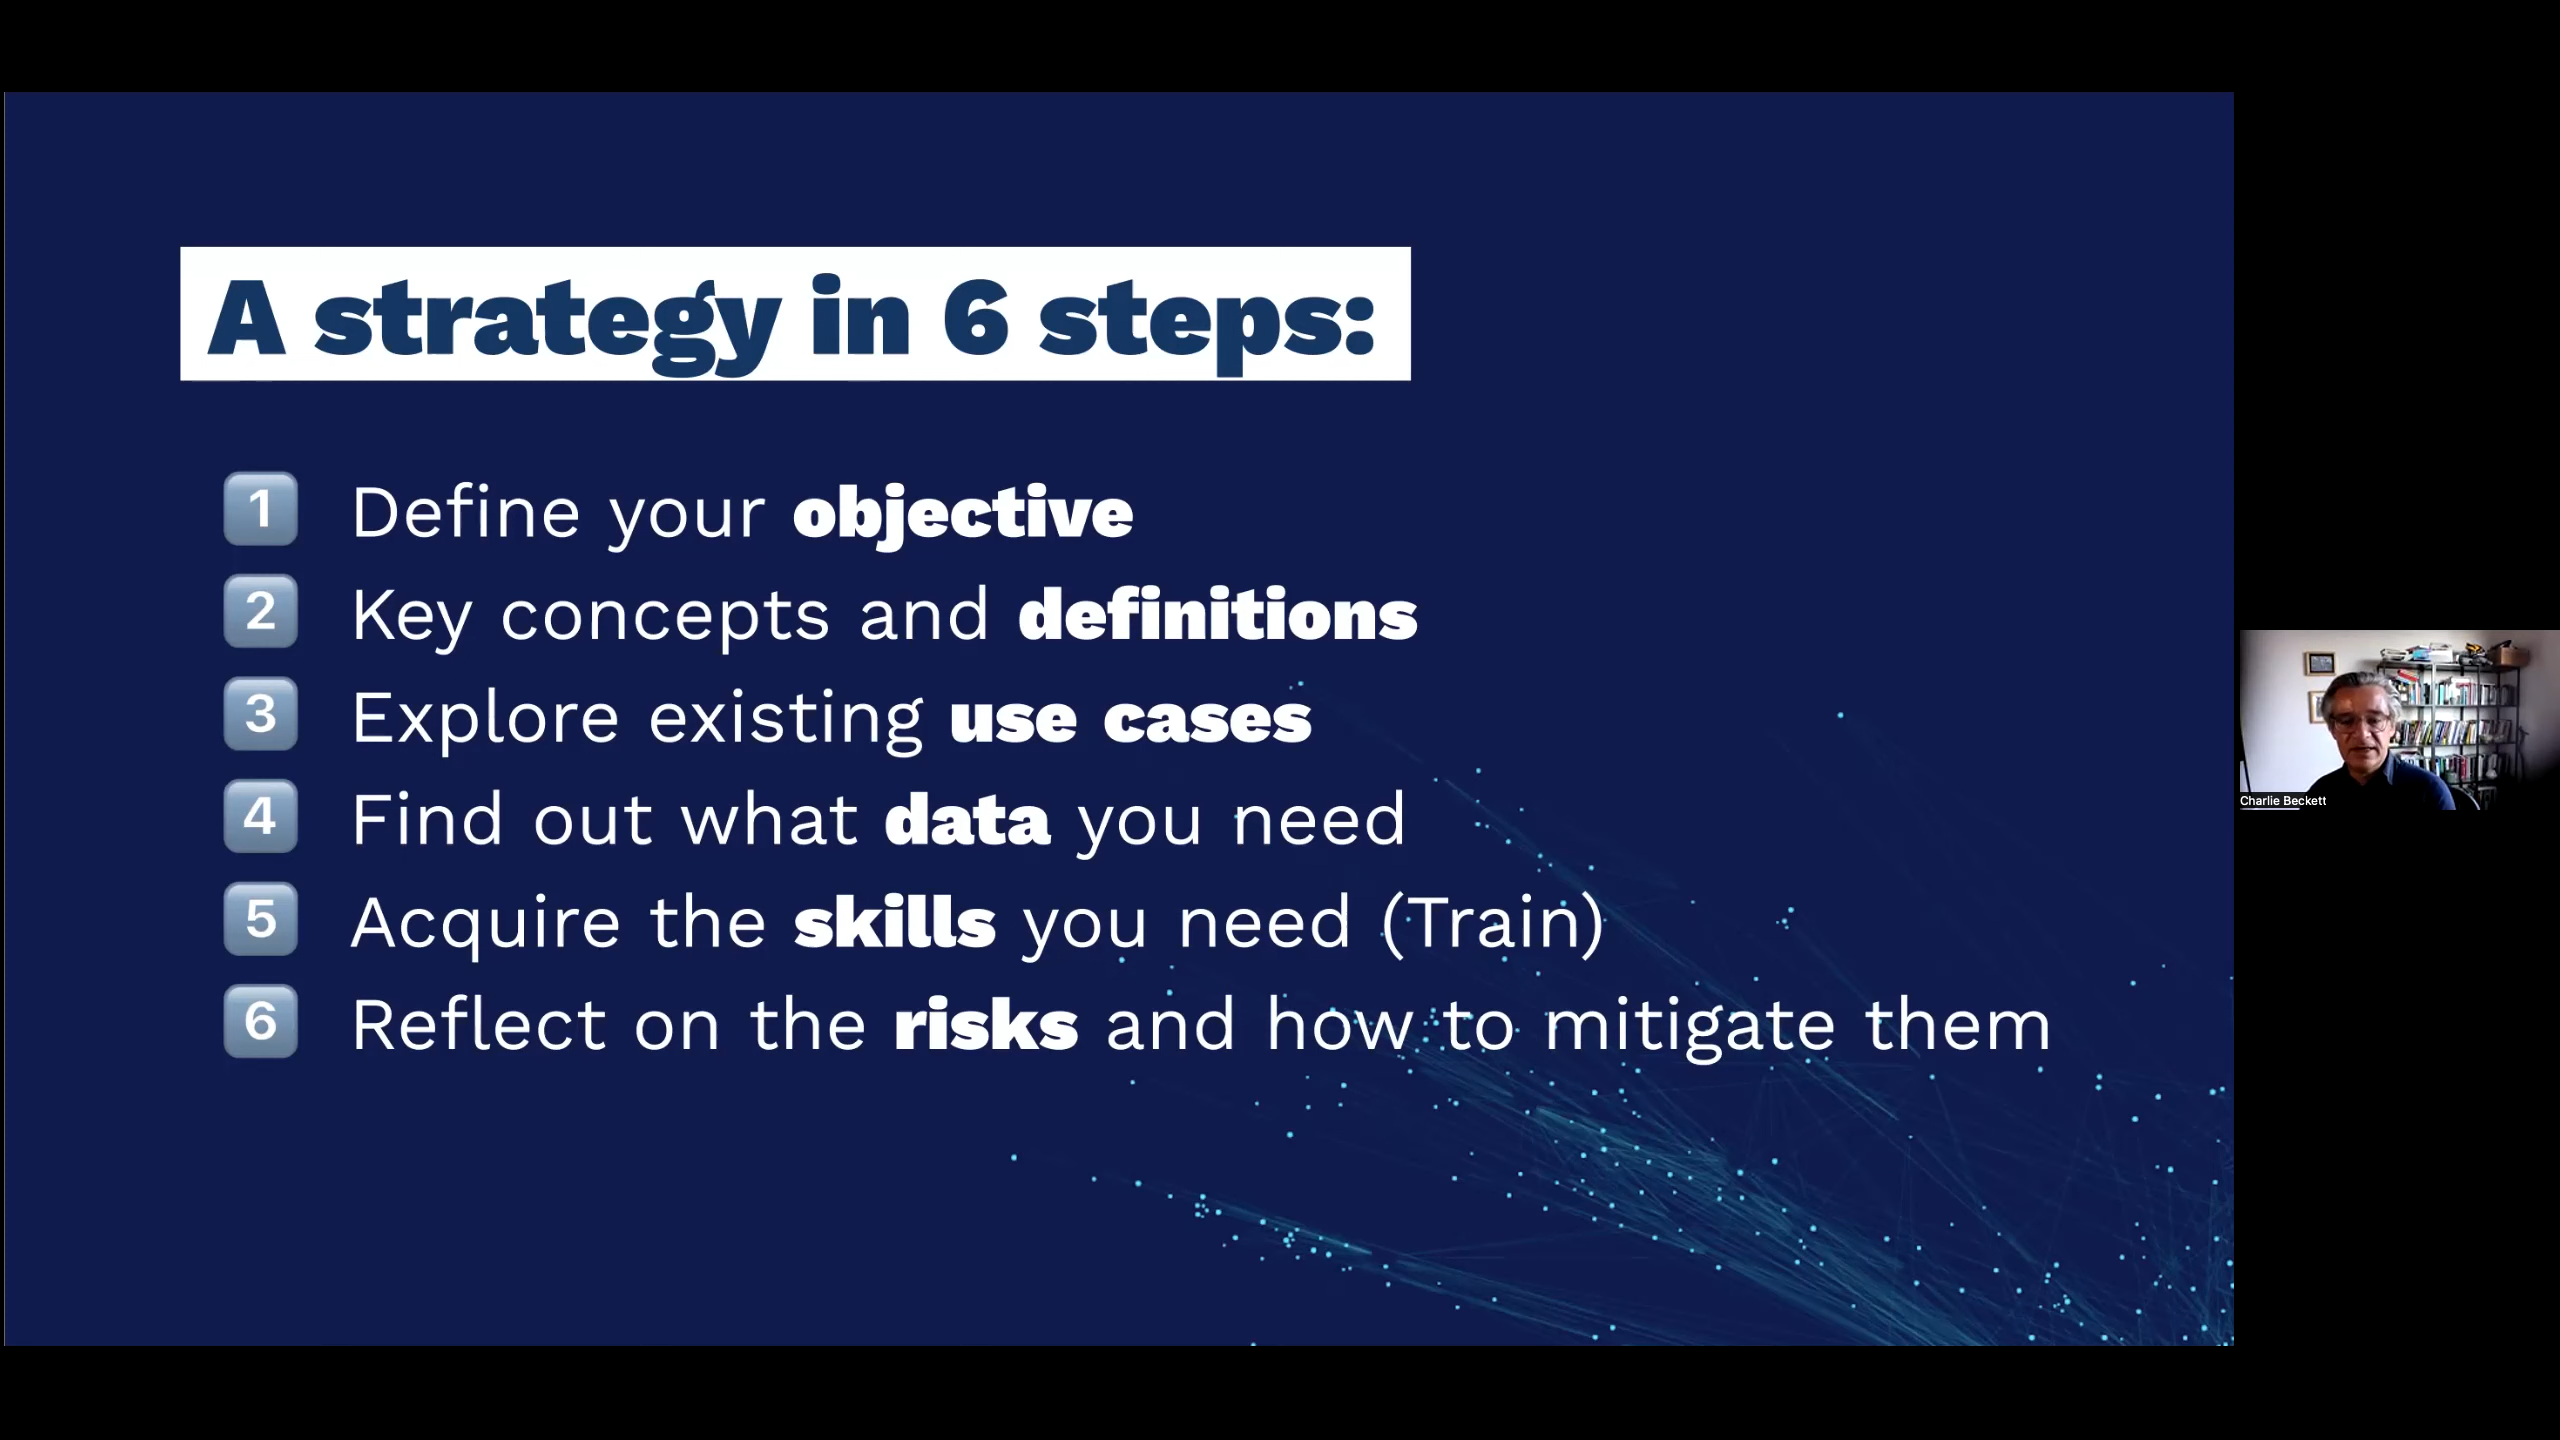 A strategy in 6 steps:
1 Define your objective
2 Key concepts and definitions
3 Explore existing use cases
4 Find out what data you need
5 Acquire the skills you need (Train)
6 Reflect on the risks and how to mitigate them
Charlie Beckett